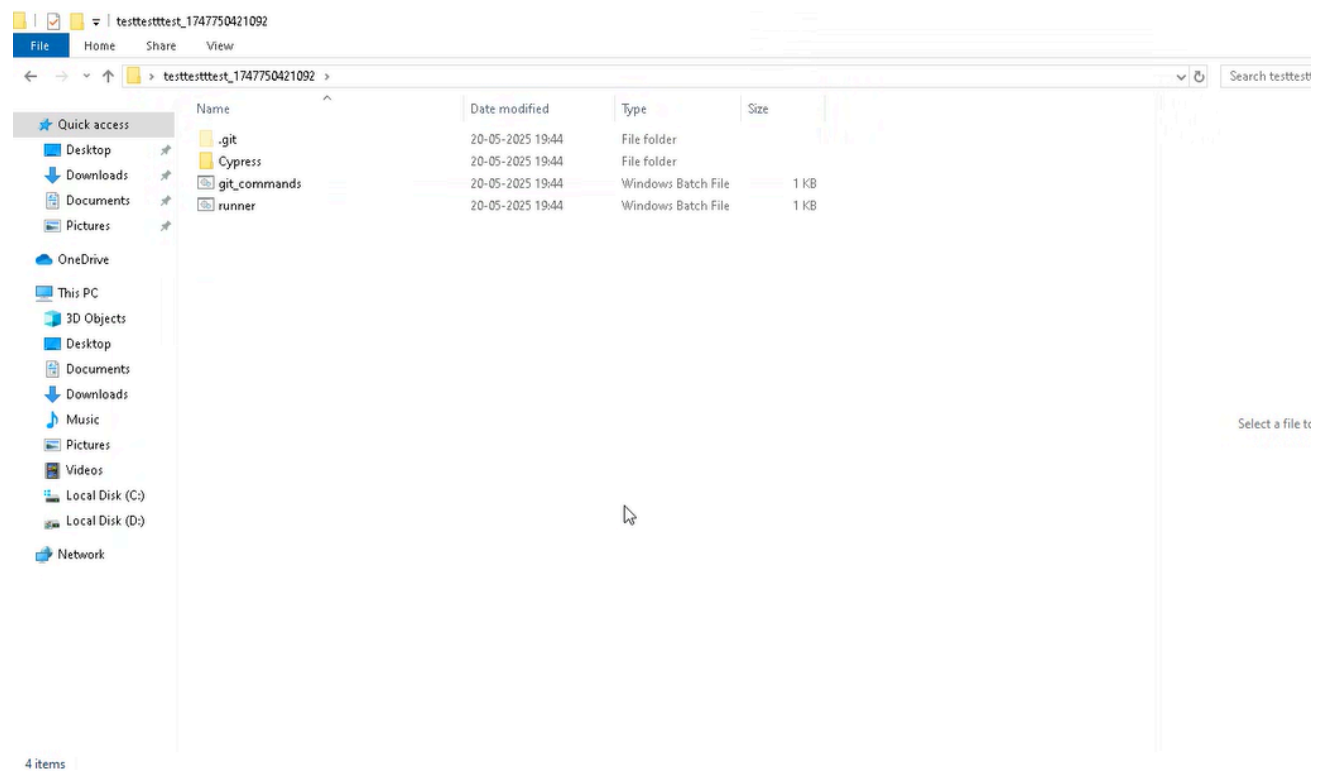 testtestttest_1747750421092
File Home Share View
testtestttest_1747750421092
Search testtestt
Name Date modified Type Size
Quick access
Desktop
Downloads
Documents
Pictures
OneDrive
This PC
3D Objects
Desktop
Documents
Downloads
Music
Pictures
Videos
Local Disk (C:)
Local Disk (D:)
Network
.git 20-05-2025 19:44 File folder
Cypress 20-05-2025 19:44 File folder
git_commands 20-05-2025 19:44 Windows Batch File 1 KB
runner 20-05-2025 19:44 Windows Batch File 1 KB
Select a file to
4 items